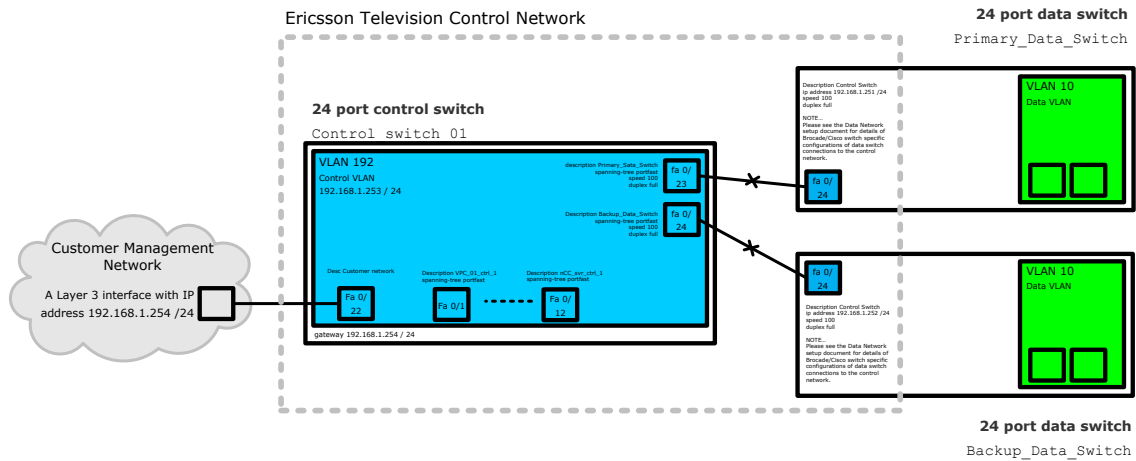 Ericsson Television Control Network
24 port data switch
Primary_Data_Switch
24 port control switch
Control switch 01
VLAN 192
Control VLAN
192.168.1.253 / 24
description Primary_Sata_Switch
spanning-tree portfast
speed 100
duplex full
fa 0/
23
Description Backup_Data_Switch
spanning-tree portfast
speed 100
duplex full
fa 0/
24
Desc Customer network
Fa 0/
22
Description VPC_01_ctrl_1
spanning-tree portfast
Fa 0/1
Description nCC_svr_ctrl_1
spanning-tree portfast
Fa 0/
12
gateway 192.168.1.254 / 24
Customer Management
Network
A Layer 3 interface with IP
address 192.168.1.254 /24
Description Control Switch
ip address 192.168.1.251 /24
speed 100
duplex full
NOTE...
Please see the Data Network
setup document for details of
Brocade/Cisco switch specific
configurations of data switch
connections to the control
network.
fa 0/
24
VLAN 10
Data VLAN
fa 0/
24
Description Control Switch
ip address 192.168.1.252 /24
speed 100
duplex full
NOTE...
Please see the Data Network
setup document for details of
Brocade/Cisco switch specific
configurations of data switch
connections to the control
network.
VLAN 10
Data VLAN
24 port data switch
Backup_Data_Switch